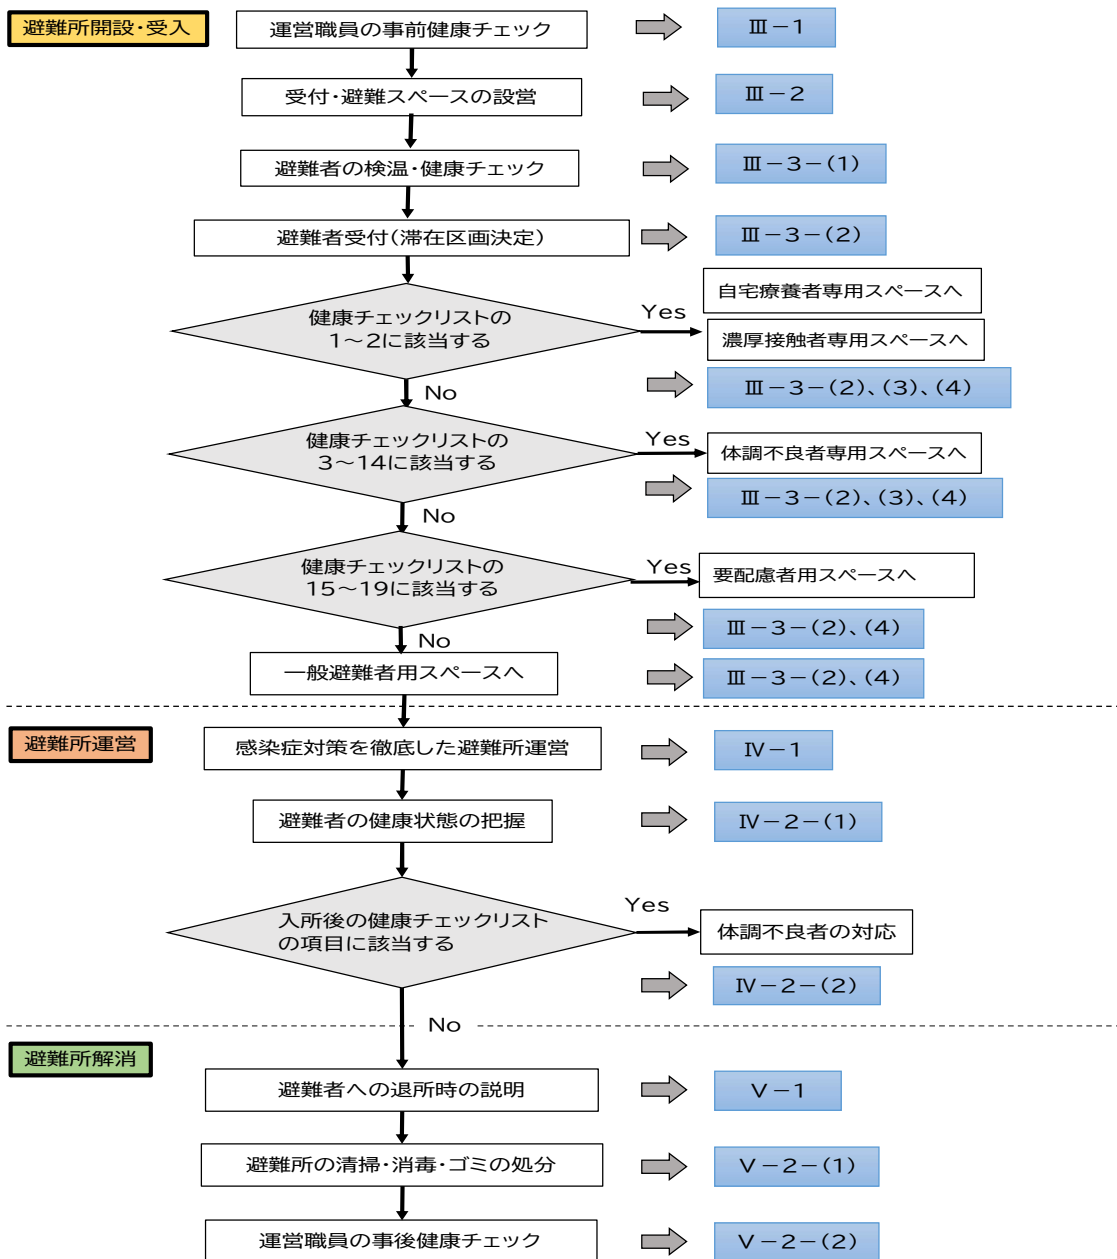 避難所開設・受入
運営職員の事前健康チェック
Ⅲ－1
受付・避難スペースの設営
Ⅲ－2
避難者の検温・健康チェック
Ⅲ－3－(1)
避難者受付(滞在区画決定)
Ⅲ－3－(2)
健康チェックリストの
1～2に該当する
Yes
自宅療養者専用スペースへ
濃厚接触者専用スペースへ
Ⅲ－3－(2)、(3)、(4)
No
健康チェックリストの
3～14に該当する
Yes
体調不良者専用スペースへ
Ⅲ－3－(2)、(3)、(4)
No
健康チェックリストの
15～19に該当する
Yes
要配慮者用スペースへ
Ⅲ－3－(2)、(4)
No
一般避難者用スペースへ
Ⅲ－3－(2)、(4)
避難所運営
感染症対策を徹底した避難所運営
Ⅳ－1
避難者の健康状態の把握
Ⅳ－2－(1)
入所後の健康チェックリスト
の項目に該当する
Yes
体調不良者の対応
Ⅳ－2－(2)
No
避難所解消
避難者への退所時の説明
Ⅴ－1
避難所の清掃・消毒・ゴミの処分
Ⅴ－2－(1)
運営職員の事後健康チェック
Ⅴ－2－(2)